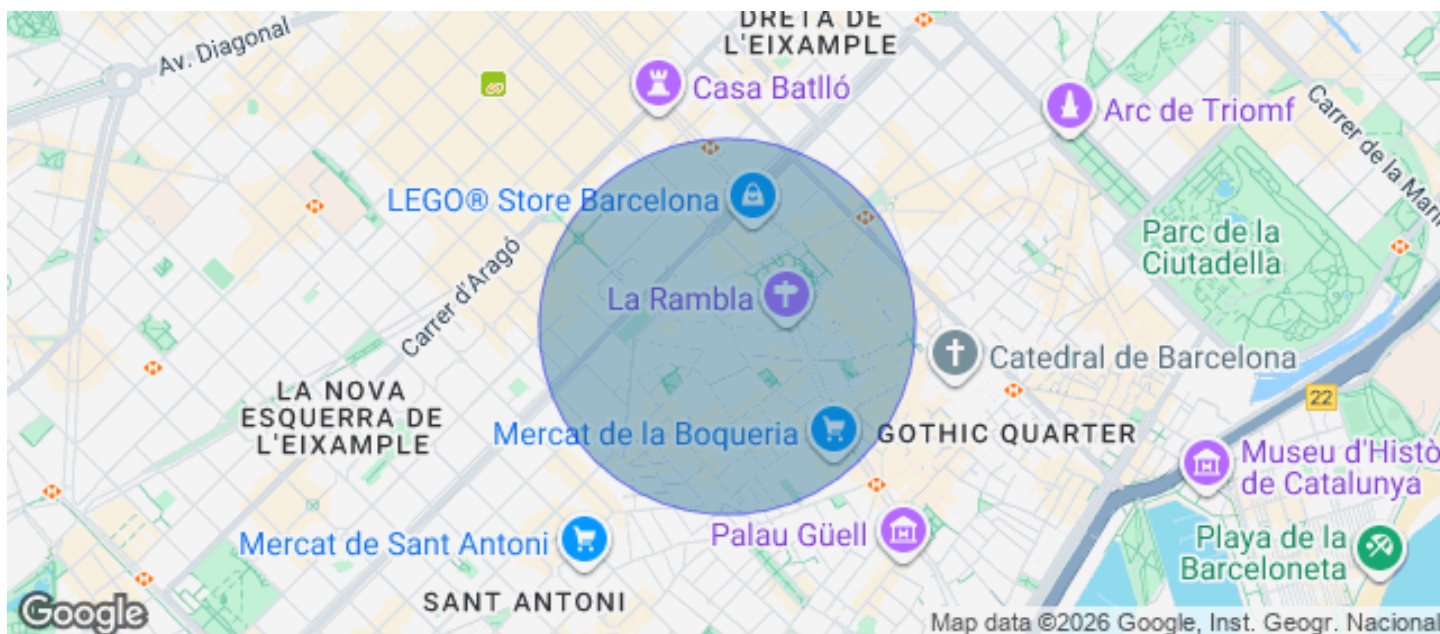 DRETA DE
L'EIXAMPLE
Av. Diagonal
Casa Batlló
Arc de Triomf
Carrer de la Mari
LEGO® Store Barcelona
Parc de la
Ciutadella
Carrer d'Aragó
La Rambla
Catedral de Barcelona
22
LA NOVA
ESQUERRA DE
L'EIXAMPLE
Mercat de la Boqueria
GOTHIC QUARTER
Museu d'Histò
de Catalunya
Mercat de Sant Antoni
Palau Güell
Playa de la
Barceloneta
SANT ANTONI
Google
Map data ©2026 Google, Inst. Geogr. Nacional